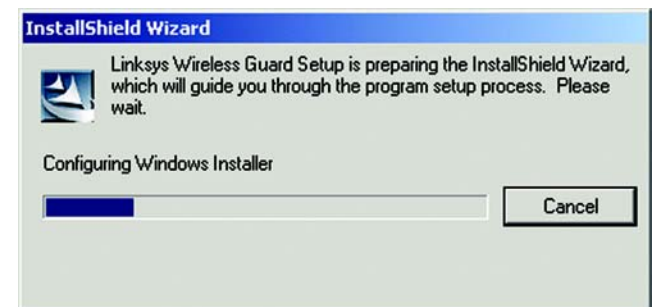 InstallShield Wizard
Linksys Wireless Guard Setup is preparing the InstallShield Wizard,
which will guide you through the program setup process. Please
wait.
Configuring Windows Installer
Cancel